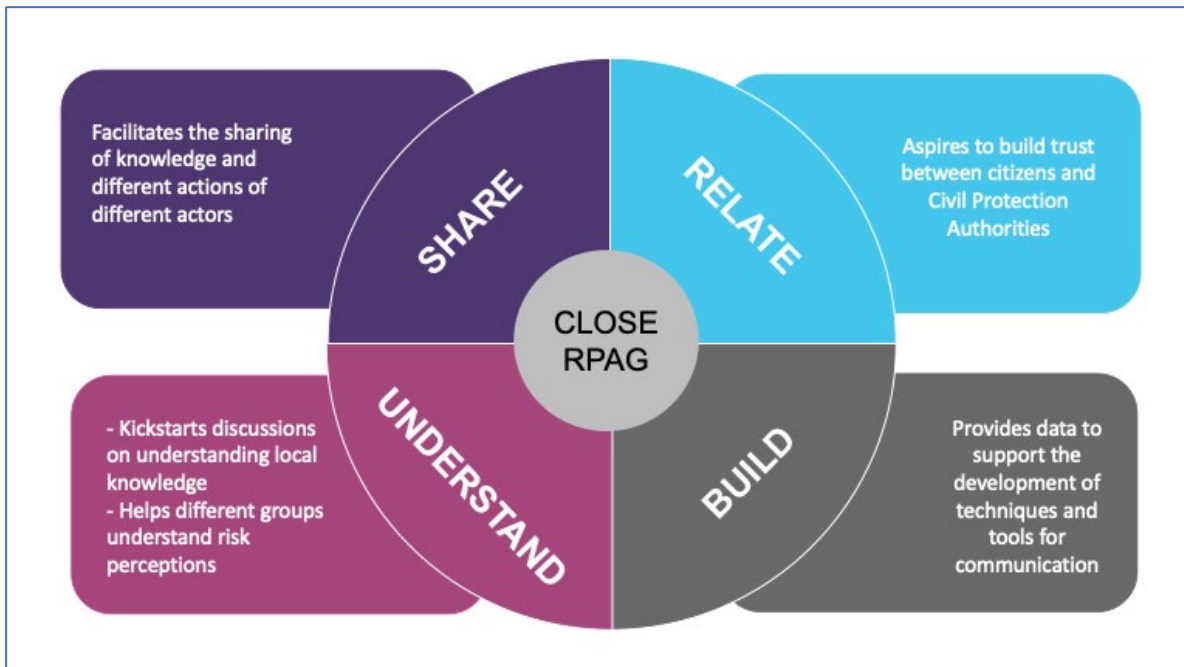 Facilitates the sharing
of knowledge and
different actions of
different actors
SHARE
RELATE
Aspires to build trust
between citizens and
Civil Protection
Authorities
CLOSE
RPAG
- Kickstarts discussions
on understanding local
knowledge
- Helps different groups
understand risk
perceptions
UNDERSTAND
BUILD
Provides data to
support the
development of
techniques and
tools for
communication